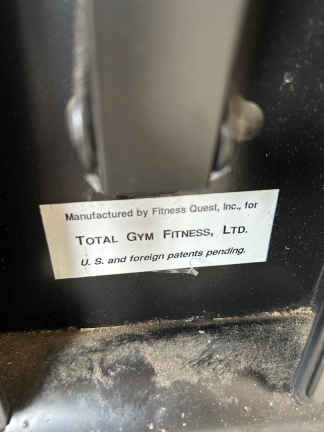 Manufactured by Fitness Quest, Inc., for
TOTAL GYM FITNESS, LTD.
U. S. and foreign patents pending.